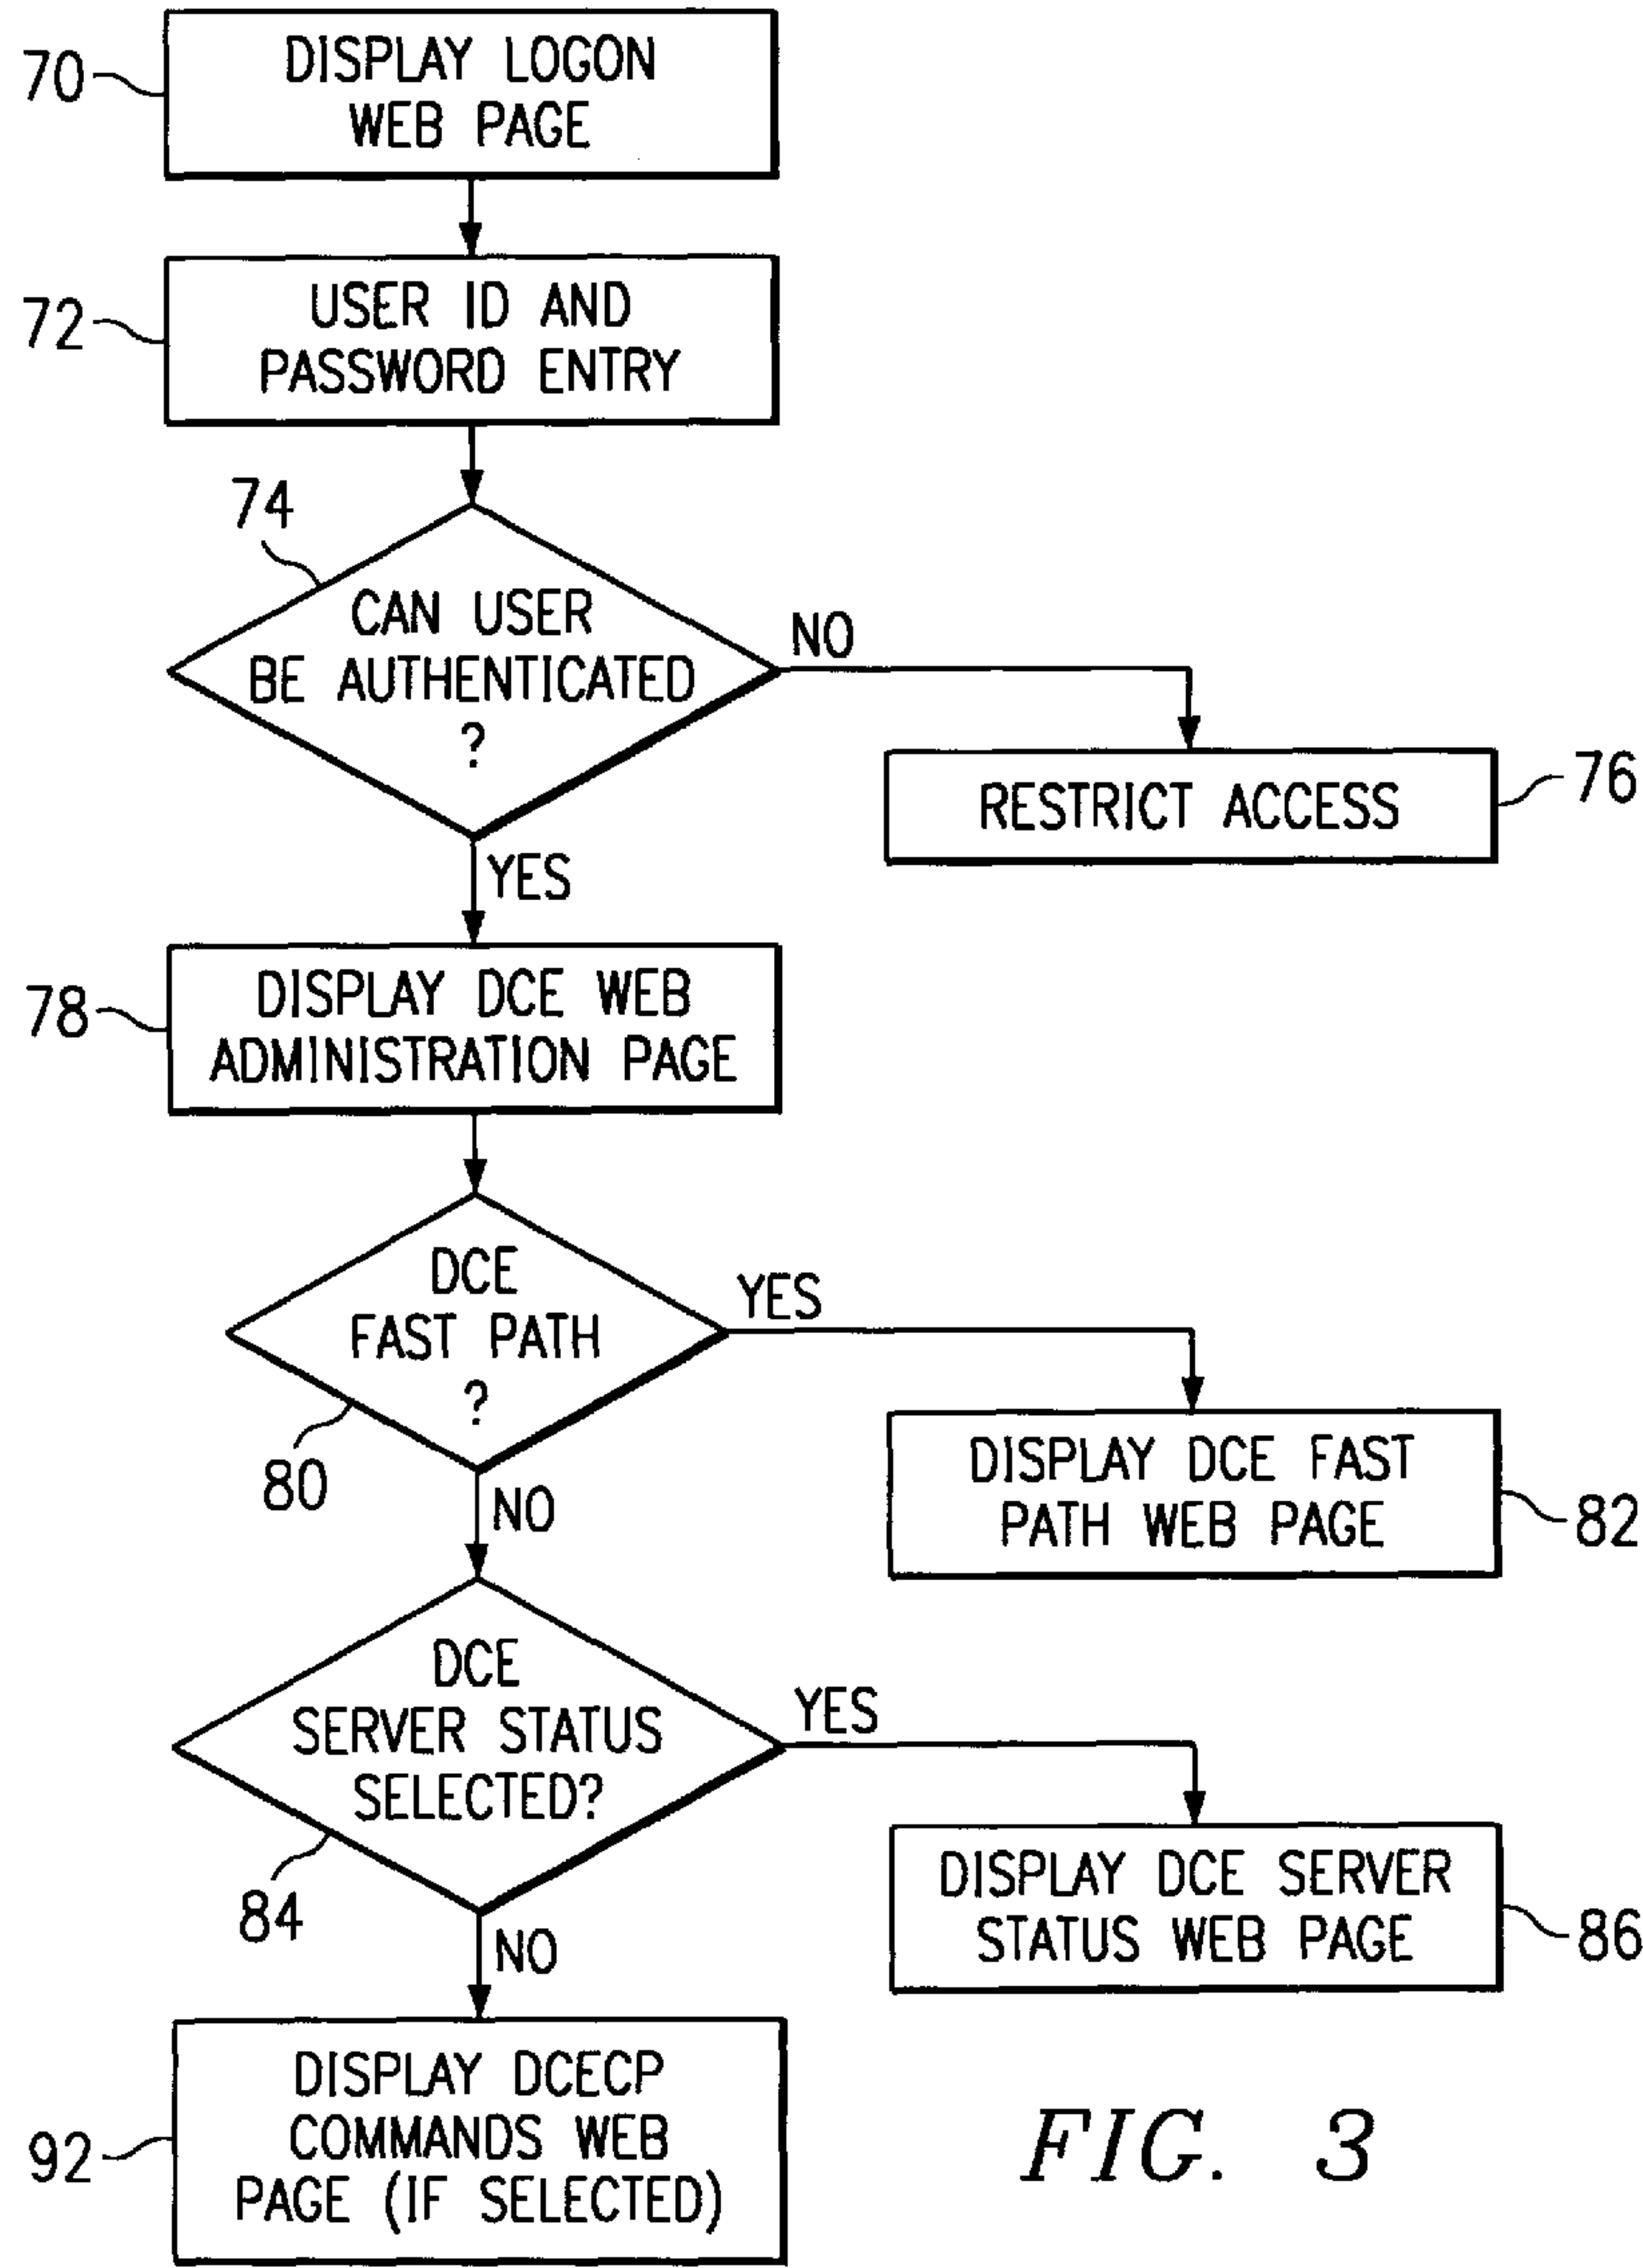 70
DISPLAY LOGON
WEB PAGE
72
USER ID AND
PASSWORD ENTRY
74
CAN USER
BE AUTHENTICATED
?
NO
YES
RESTRICT ACCESS
76
78
DISPLAY DCE WEB
ADMINISTRATION PAGE
DCE
FAST PATH
?
YES
80
NO
DISPLAY DCE FAST
PATH WEB PAGE
82
DCE
SERVER STATUS
SELECTED?
YES
84
NO
DISPLAY DCE SERVER
STATUS WEB PAGE
86
92
DISPLAY DCECP
COMMANDS WEB
PAGE (IF SELECTED)
FIG. 3